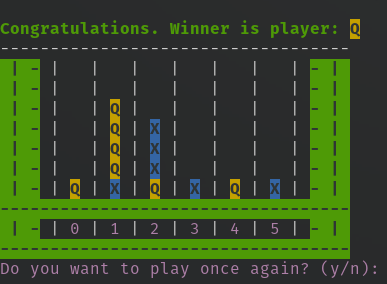 Congratulations. Winner is player: Q
-----------------------------------
| - | | | | | | | - |
| - | | | | | | | - |
| - | | Q | | | | | - |
| - | | Q | X | | | | - |
| - | | Q | X | | | | - |
| - | | Q | X | | | | - |
| - | Q | X | Q | X | Q | X | - |
-----------------------------------
| - | 0 | 1 | 2 | 3 | 4 | 5 | - |
-----------------------------------
Do you want to play once again? (y/n):